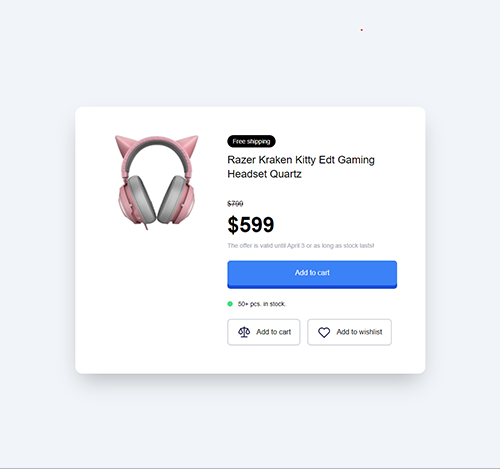 Free shipping
Razer Kraken Kitty Edt Gaming
Headset Quartz
$799
$599
The offer is valid until April 3 or as long as stock lasts!
Add to cart
50+ pcs. in stock.
Add to cart
Add to wishlist